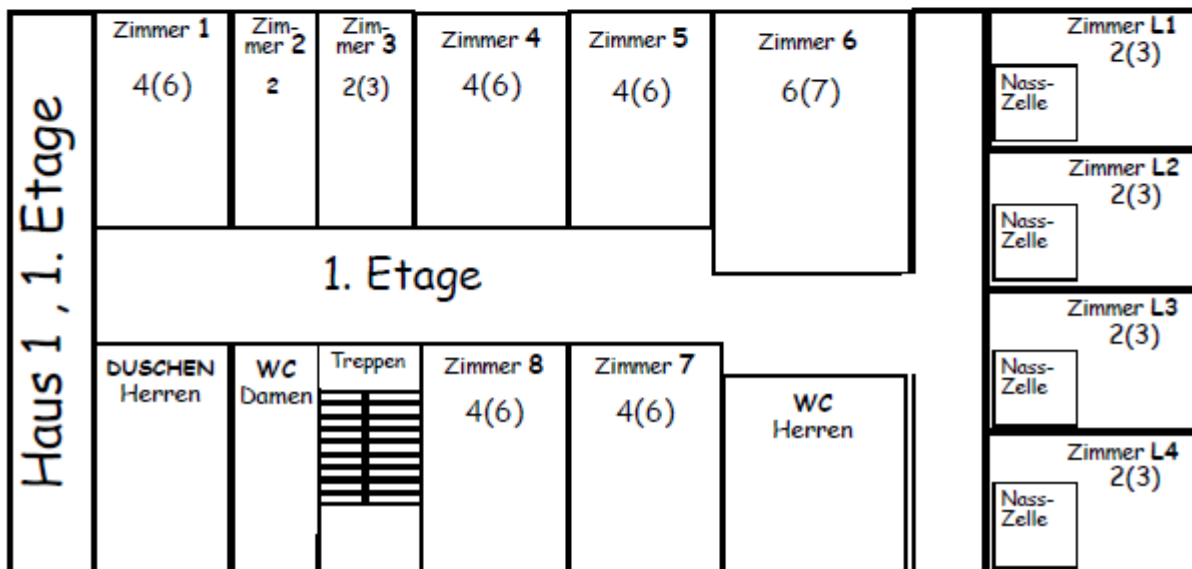 Haus 1 , 1. Etage
Zimmer 1
4(6)
Zim-
mer 2
2
Zim-
mer 3
2(3)
Zimmer 4
4(6)
Zimmer 5
4(6)
Zimmer 6
6(7)
Zimmer L1
2(3)
Nass-
Zelle
Zimmer L2
2(3)
Nass-
Zelle
1. Etage
Zimmer L3
2(3)
Nass-
Zelle
DUSCHEN
Herren
WC
Damen
Treppen
Zimmer 8
4(6)
Zimmer 7
4(6)
WC
Herren
Zimmer L4
2(3)
Nass-
Zelle